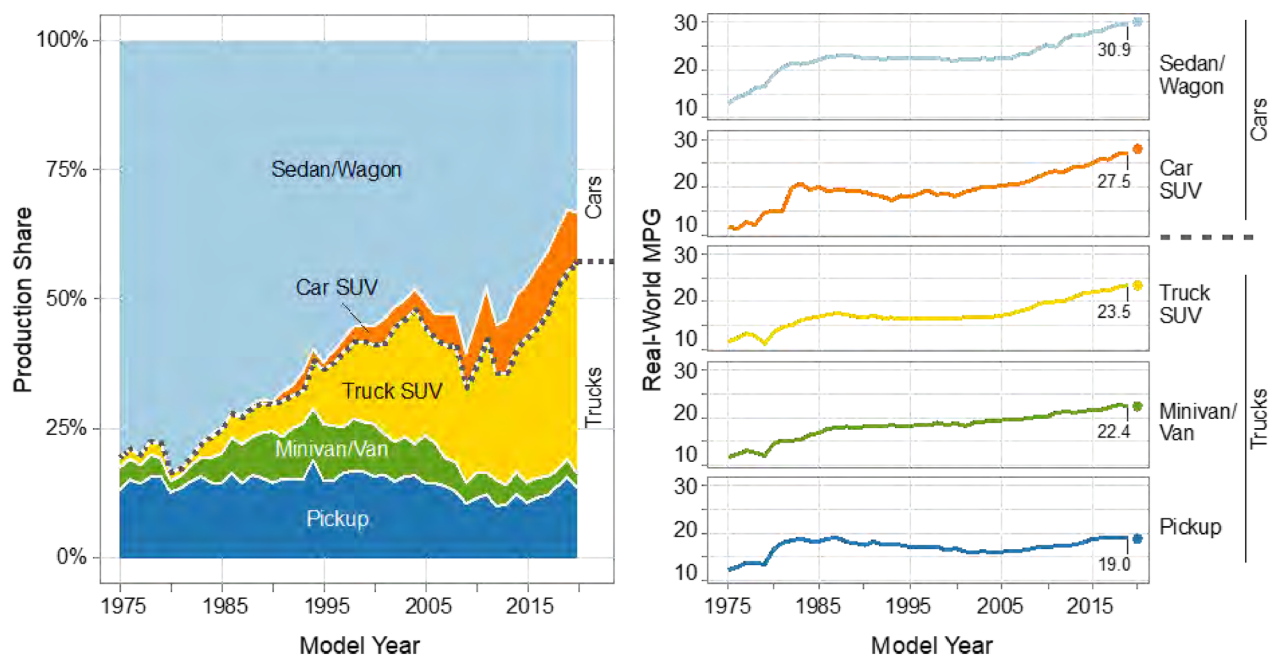 100%
75%
50%
25%
0%
Production Share
Sedan/Wagon
Car SUV
Truck SUV
Minivan/Van
Pickup
Cars
Trucks
1975
1985
1995
2005
2015
Model Year
Real-World MPG
30
20
10
30.9
Sedan/
Wagon
30
20
10
27.5
Car
SUV
Cars
30
20
10
23.5
Truck
SUV
30
20
10
22.4
Minivan/
Van
Trucks
30
20
10
19.0
Pickup
1975
1985
1995
2005
2015
Model Year